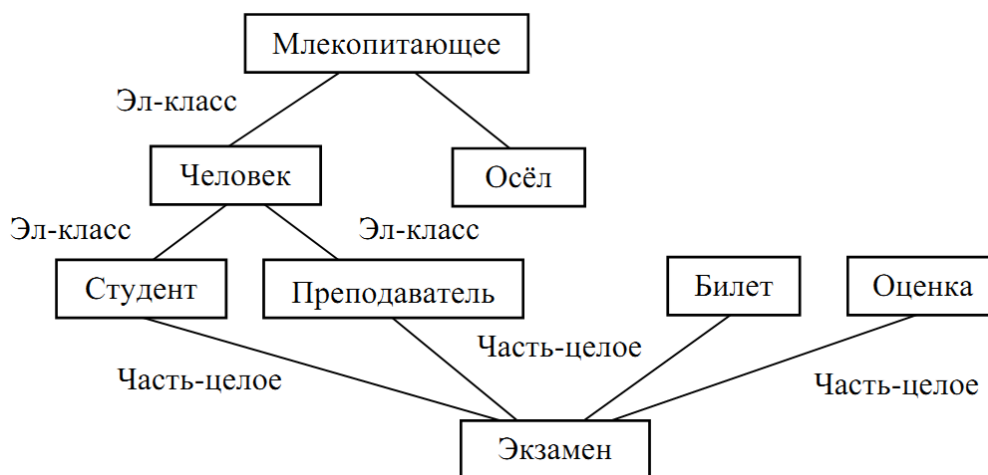 Млекопитающее
Эл-класс
Человек
Осёл
Эл-класс
Эл-класс
Студент
Преподаватель
Билет
Оценка
Часть-целое
Часть-целое
Часть-целое
Экзамен